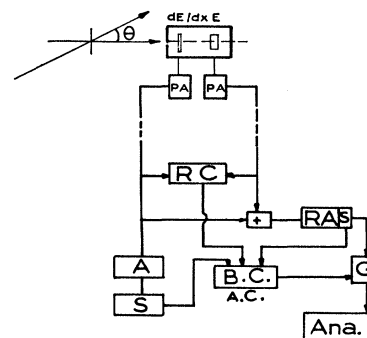 dE/dx E
θ
PA PA
RC
+ RA S
A B.C. G
A.C.
S
Ana.